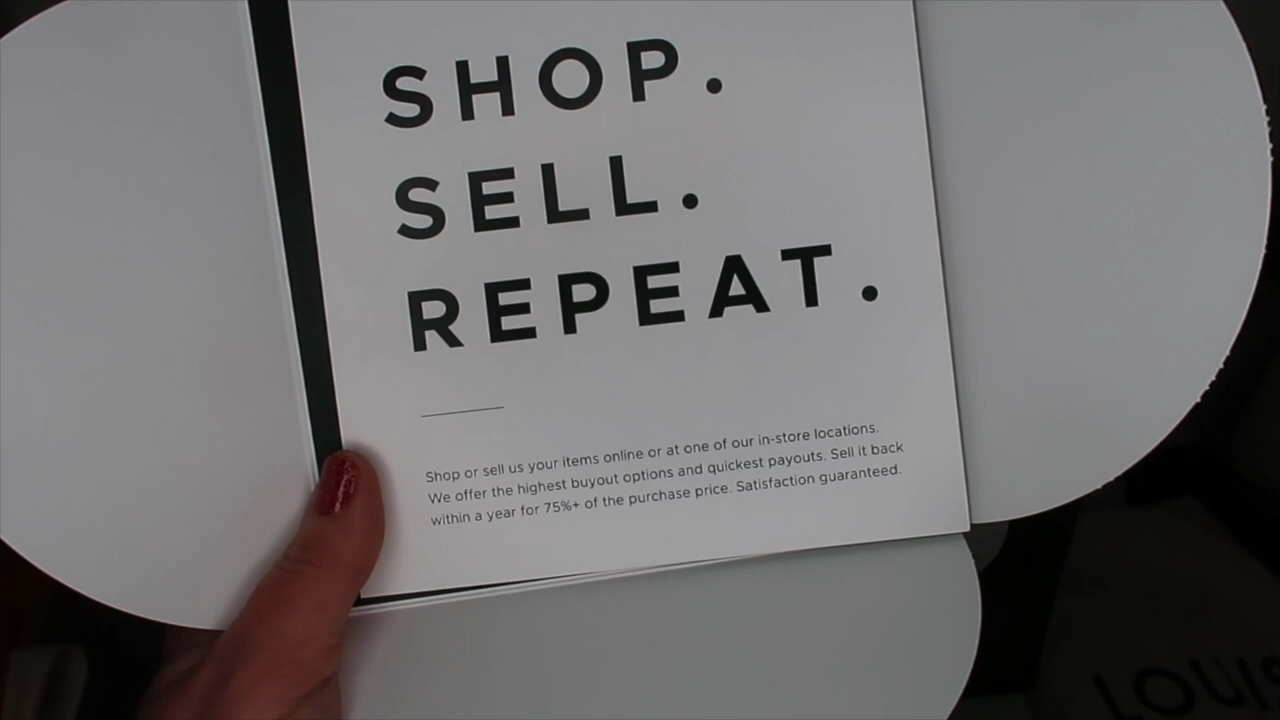 SHOP.
SELL.
REPEAT.
Shop or sell us your items online or at one of our in-store locations.
We offer the highest buyout options and quickest payouts. Sell it back
within a year for 75%+ of the purchase price. Satisfaction guaranteed.